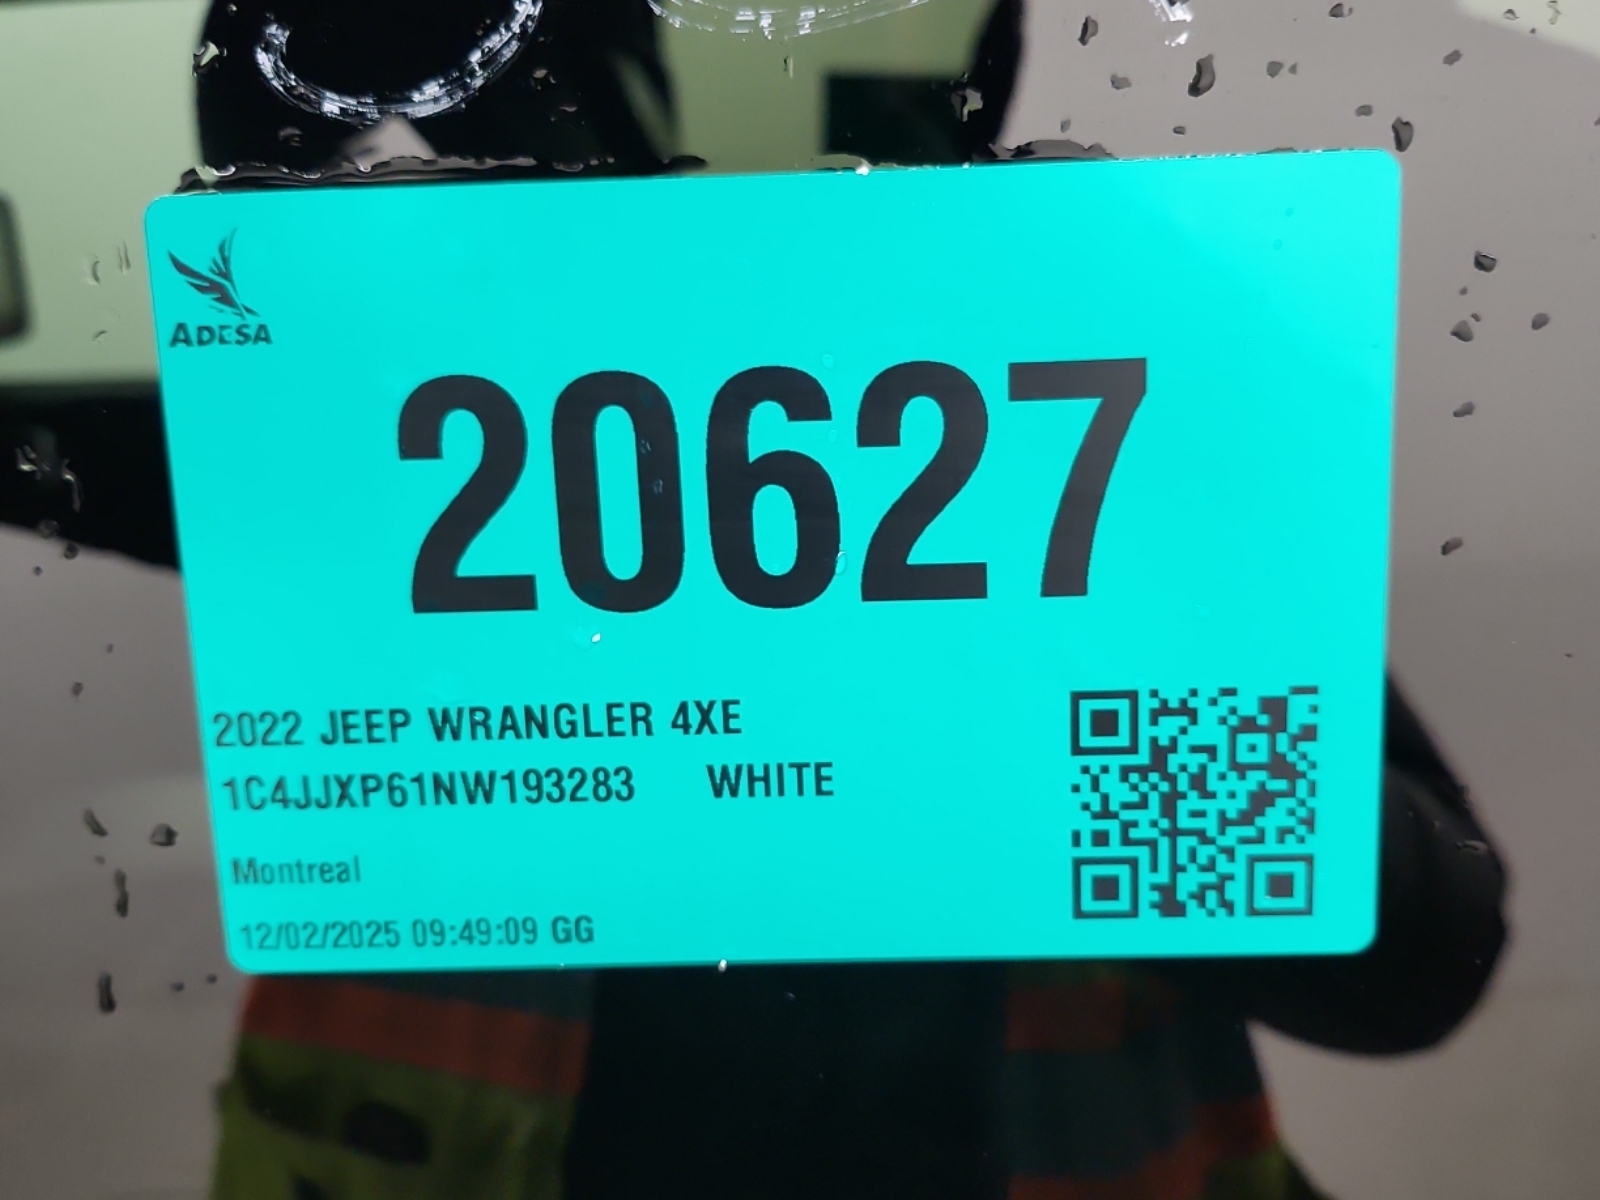 ADESA
20627
2022 JEEP WRANGLER 4XE
1C4JJXP61NW193283 WHITE
Montreal
12/02/2025 09:49:09 GG